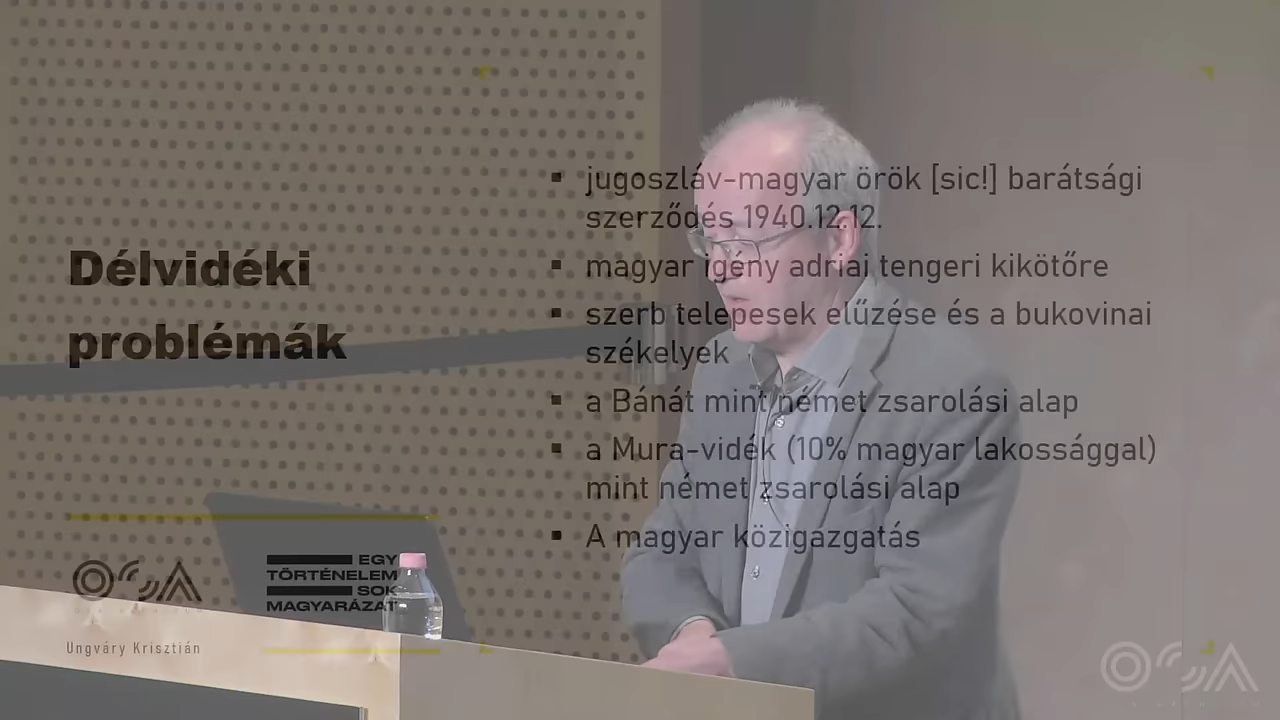 Délvidéki
problémák
jugoszláv-magyar örök [sic!] barátsági
szerződés 1940.12.12.
magyar igény adriai tengeri kikötőre
szerb telepesek elűzése és a bukovinai
székelyek
a Bánát mint német zsarolási alap
a Mura-vidék (10% magyar lakossággal)
mint német zsarolási alap
A magyar közigazgatás
OSA
EGY
TÖRTÉNELEM
SOK
MAGYARÁZAT
Ungváry Krisztián
OSA